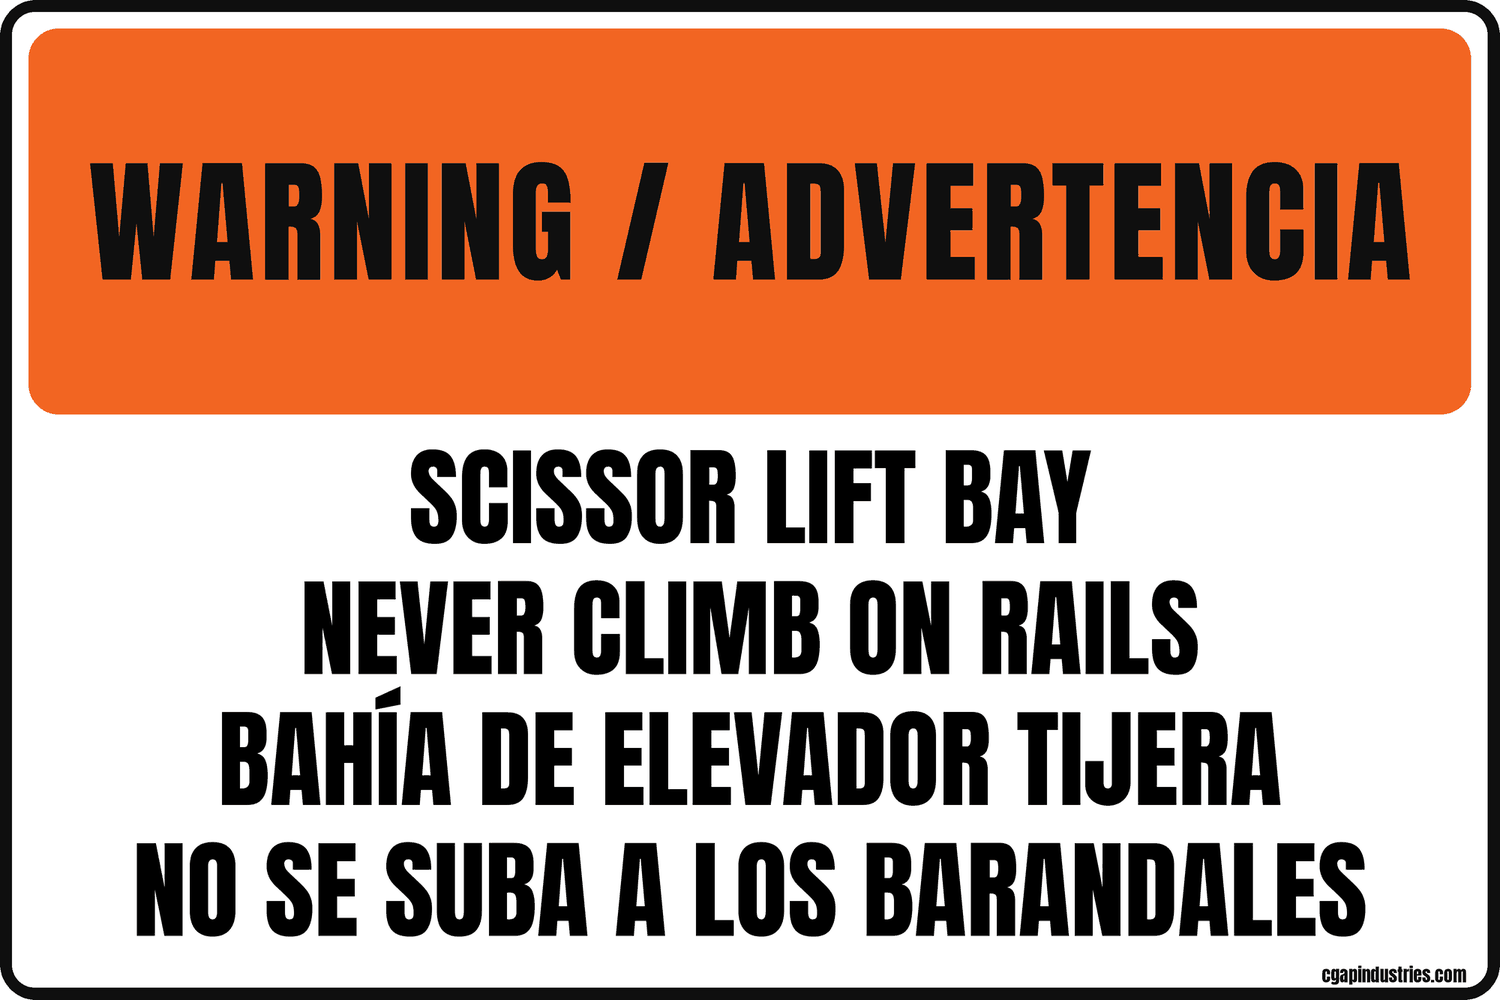 WARNING / ADVERTENCIA
SCISSOR LIFT BAY
NEVER CLIMB ON RAILS
BAHÍA DE ELEVADOR TIJERA
NO SE SUBA A LOS BARANDALES
cgapindustries.com